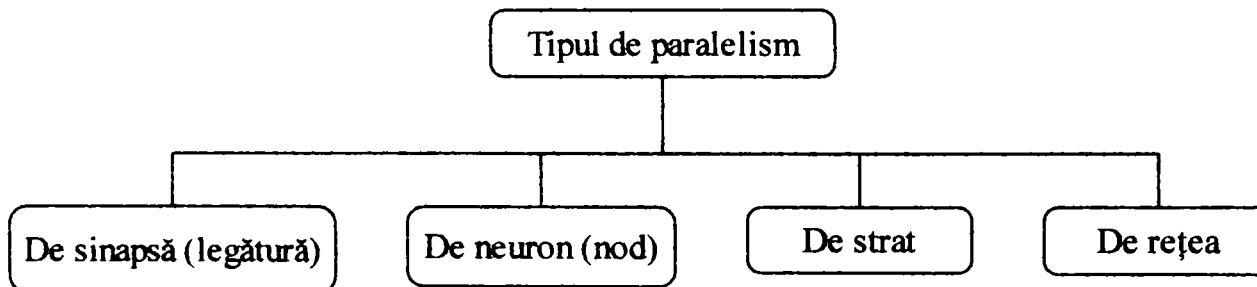 Tipul de paralelism
De sinapsă (legătură)
De neuron (nod)
De strat
De rețea